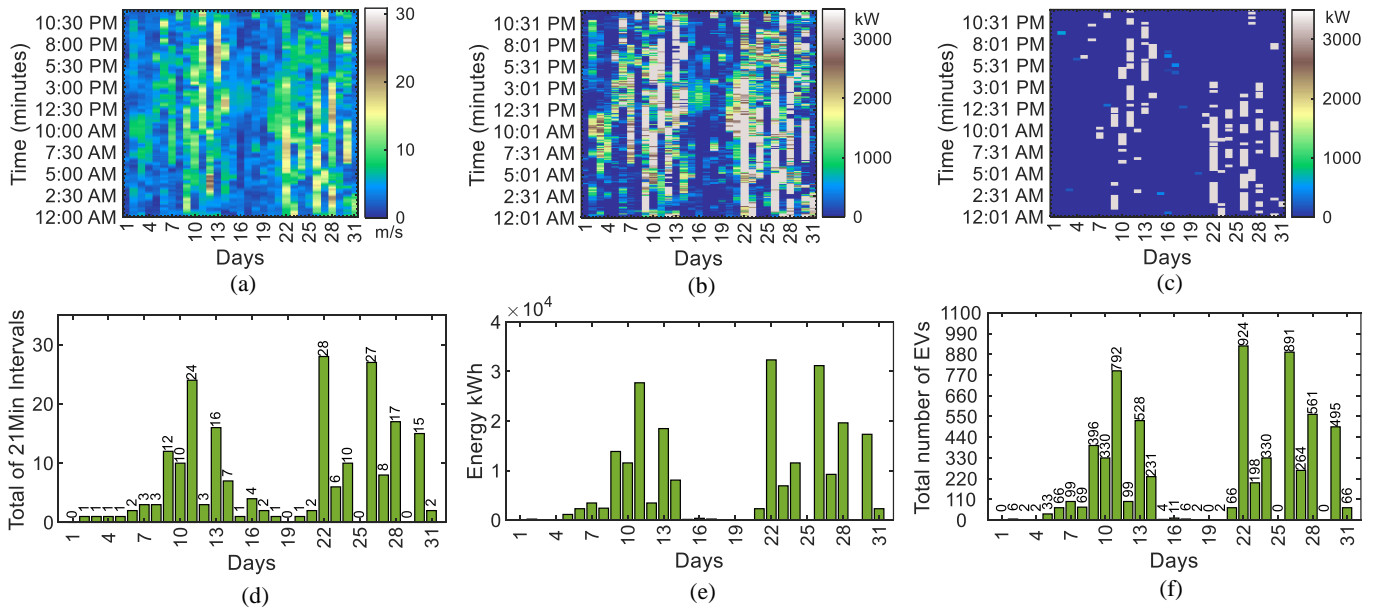 Time (minutes)
10:30 PM
8:00 PM
5:30 PM
3:00 PM
12:30 PM
10:00 AM
7:30 AM
5:00 AM
2:30 AM
12:00 AM
1 4 7 10 13 16 19 22 25 28 31
Days
30
20
10
0
m/s
(a)
Time (minutes)
10:31 PM
8:01 PM
5:31 PM
3:01 PM
12:31 PM
10:01 AM
7:31 AM
5:01 AM
2:31 AM
12:01 AM
1 4 7 10 13 16 19 22 25 28 31
Days
kW
3000
2000
1000
0
(b)
Time (minutes)
10:31 PM
8:01 PM
5:31 PM
3:01 PM
12:31 PM
10:01 AM
7:31 AM
5:01 AM
2:31 AM
12:01 AM
1 4 7 10 13 16 19 22 25 28 31
Days
kW
3000
2000
1000
0
(c)
Total of 21Min Intervals
30
20
10
0
0 1 1 1 1 2 3 3 12 10 24 3 16 7 1 4 2 1 0 1 2 28 6 10 0 27 8 17 0 15 2
1 4 7 10 13 16 19 22 25 28 31
Days
(d)
Energy kWh
×10⁴
4
3
2
1
0
1 4 7 10 13 16 19 22 25 28 31
Days
(e)
Total number of EVs
1100
990
880
770
660
550
440
330
220
110
0
0 6 2 2 33 66 99 69 396 330 792 99 528 231 4 11 6 2 0 2 66 924 198 330 0 891 264 561 0 495 66
1 4 7 10 13 16 19 22 25 28 31
Days
(f)